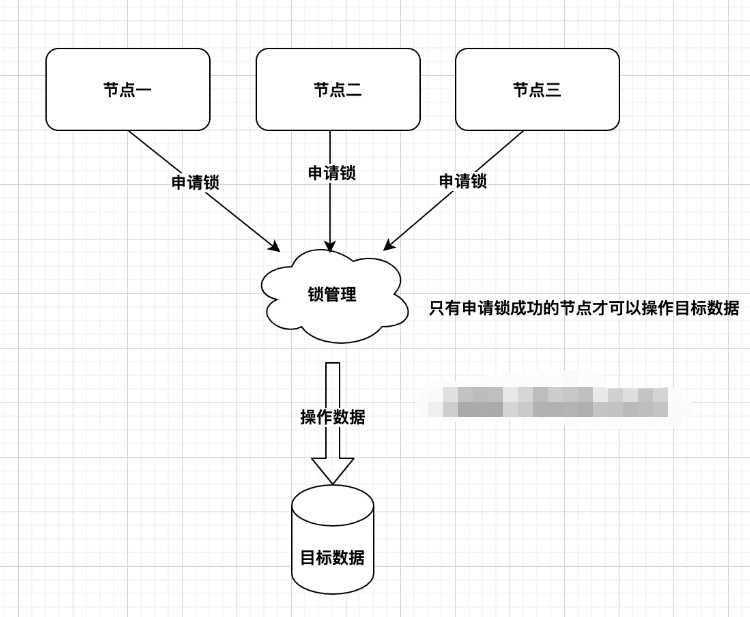 节点一
节点二
节点三
申请锁
申请锁
申请锁
锁管理
只有申请锁成功的节点才可以操作目标数据
操作数据
目标数据